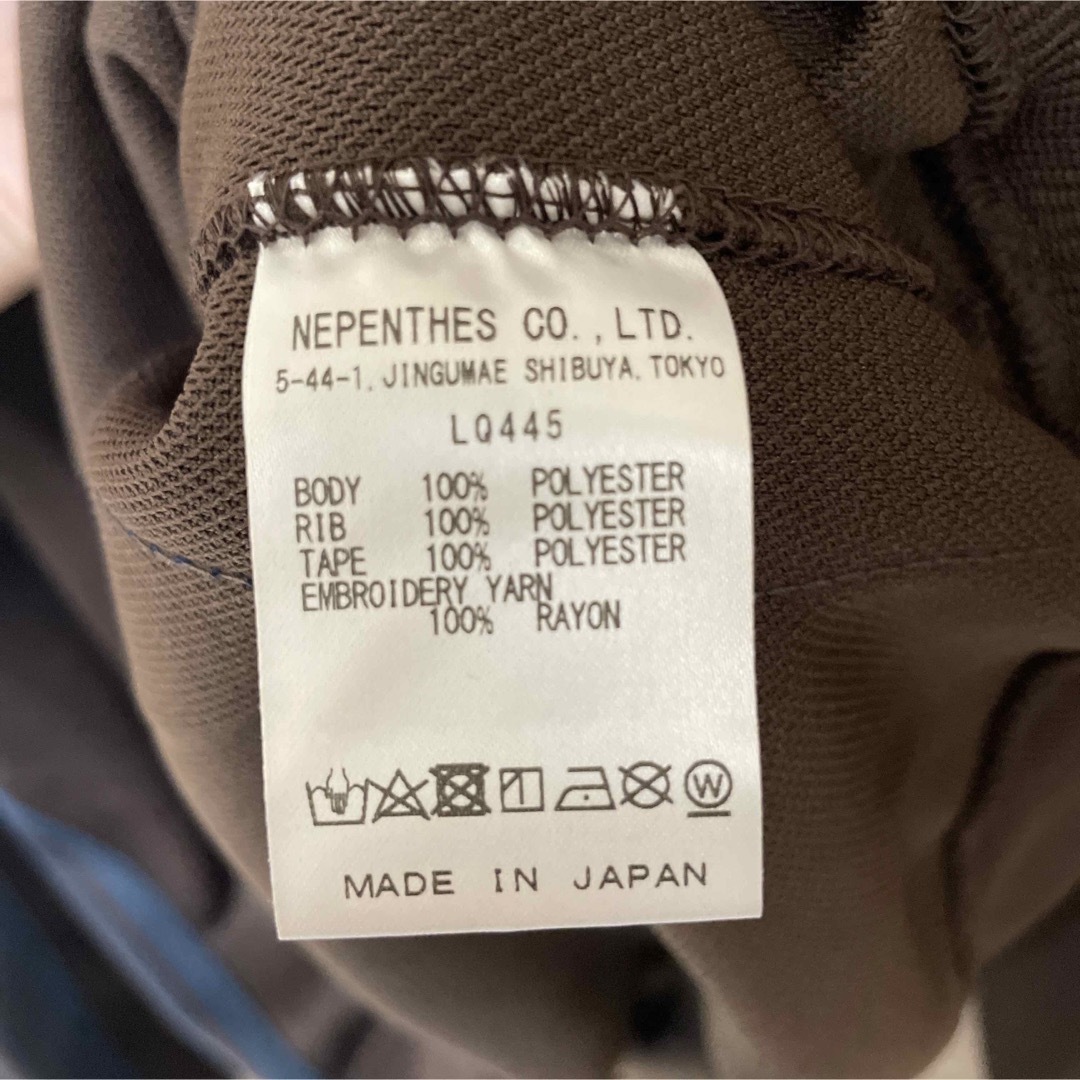 NEPENTHES CO.,LTD.
5-44-1, JINGUMAE SHIBUYA, TOKYO
LQ445
BODY 100% POLYESTER
RIB 100% POLYESTER
TAPE 100% POLYESTER
EMBROIDERY YARN
100% RAYON
W
MADE IN JAPAN